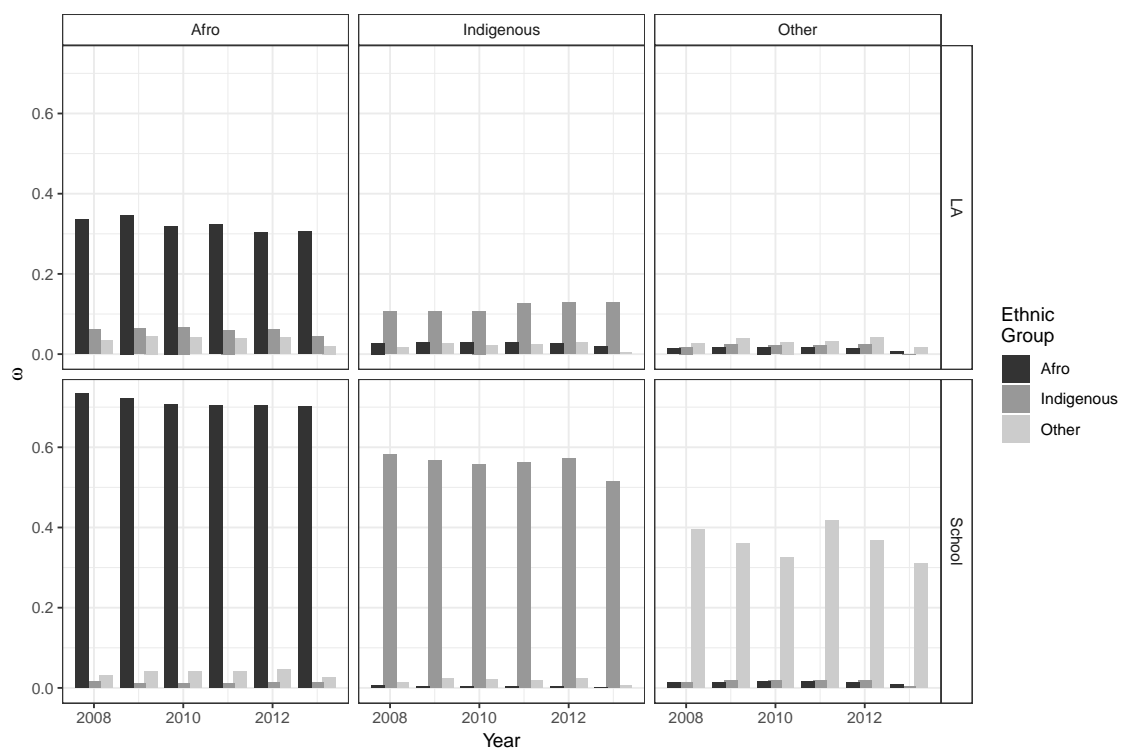 Afro
Indigenous
Other
0.6
0.4
0.2
0.0
LA
ω
0.6
0.4
0.2
0.0
School
2008
2010
2012
2008
2010
2012
2008
2010
2012
Year
Ethnic
Group
Afro
Indigenous
Other